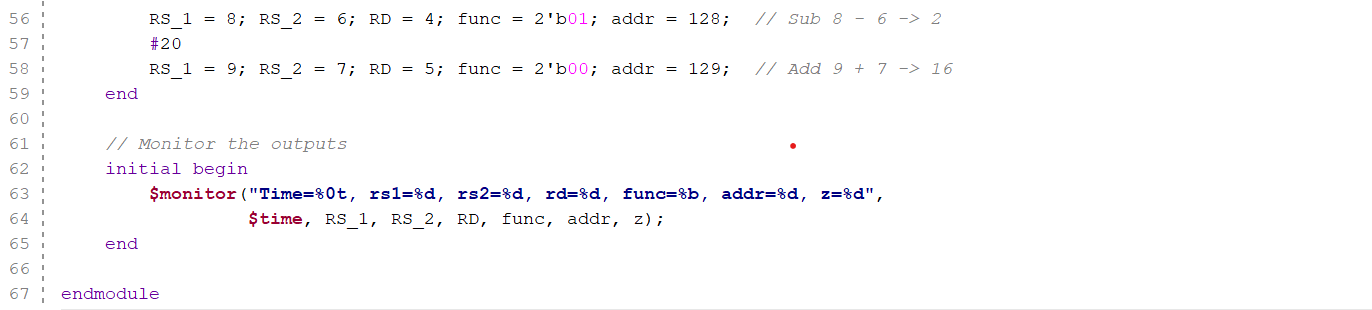 56 RS_1 = 8; RS_2 = 6; RD = 4; func = 2'b01; addr = 128; // Sub 8 - 6 -> 2
57 #20
58 RS_1 = 9; RS_2 = 7; RD = 5; func = 2'b00; addr = 129; // Add 9 + 7 -> 16
59 end
60
61 // Monitor the outputs
62 initial begin
63 $monitor("Time=%0t, rs1=%d, rs2=%d, rd=%d, func=%b, addr=%d, z=%d",
64 $time, RS_1, RS_2, RD, func, addr, z);
65 end
66
67 endmodule